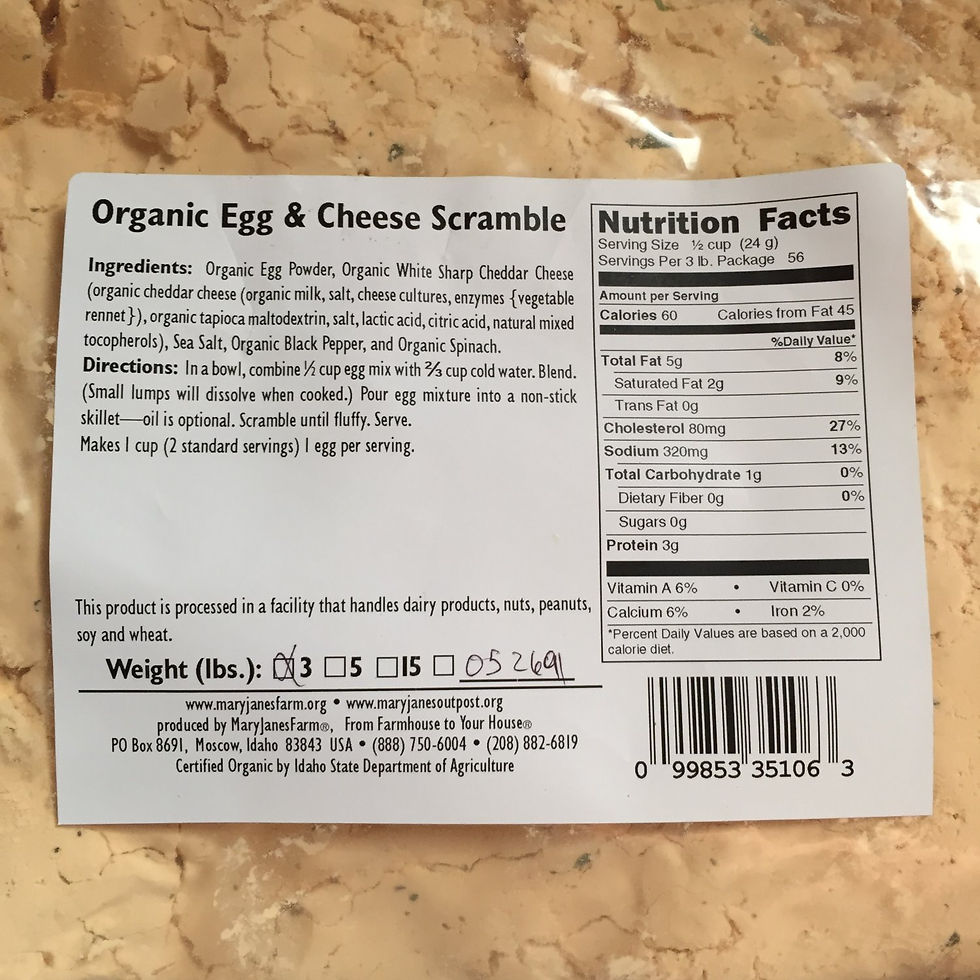 Organic Egg & Cheese Scramble
Ingredients: Organic Egg Powder, Organic White Sharp Cheddar Cheese
(organic cheddar cheese (organic milk, salt, cheese cultures, enzymes {vegetable
rennet}), organic tapioca maltodextrin, salt, lactic acid, citric acid, natural mixed
tocopherols), Sea Salt, Organic Black Pepper, and Organic Spinach.
Directions: In a bowl, combine ½ cup egg mix with ⅔ cup cold water. Blend.
(Small lumps will dissolve when cooked.) Pour egg mixture into a non-stick
skillet—oil is optional. Scramble until fluffy. Serve.
Makes 1 cup (2 standard servings) 1 egg per serving.
This product is processed in a facility that handles dairy products, nuts, peanuts,
soy and wheat.
Weight (lbs.): ☒ 3 ☐ 5 ☐ 15 ☐ 052691
www.maryjanesfarm.org • www.maryjanesoutpost.org
produced by MaryJanesFarm®, From Farmhouse to Your House®
PO Box 8691, Moscow, Idaho 83843 USA • (888) 750-6004 • (208) 882-6819
Certified Organic by Idaho State Department of Agriculture
Nutrition Facts
Serving Size ½ cup (24 g)
Servings Per 3 lb. Package 56
Amount per Serving
Calories 60 Calories from Fat 45
%Daily Value*
Total Fat 5g 8%
Saturated Fat 2g 9%
Trans Fat 0g
Cholesterol 80mg 27%
Sodium 320mg 13%
Total Carbohydrate 1g 0%
Dietary Fiber 0g 0%
Sugars 0g
Protein 3g
Vitamin A 6% • Vitamin C 0%
Calcium 6% • Iron 2%
*Percent Daily Values are based on a 2,000
calorie diet.
0 99853 35106 3